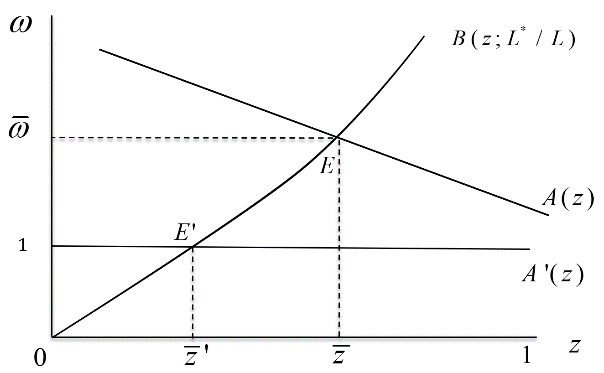 ω
B(z; L* / L)
ω̅
E
A(z)
E'
1
A'(z)
0
z̅'
z̅
1
z